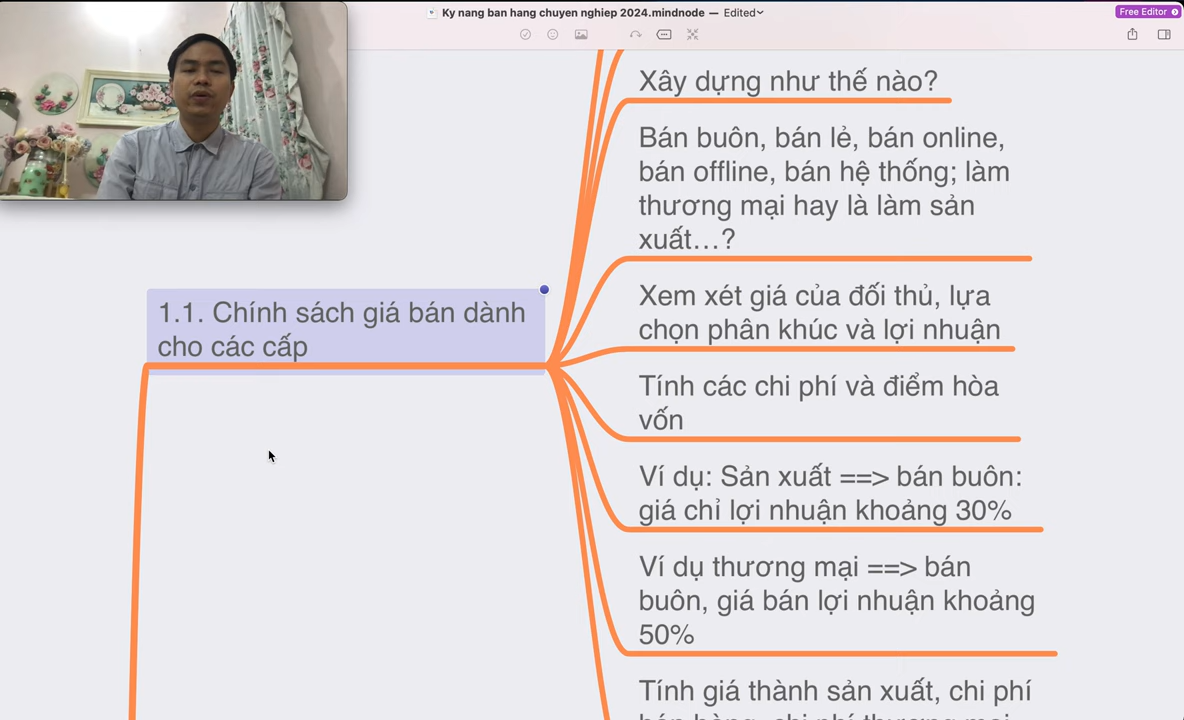 Ky nang ban hang chuyen nghiep 2024.mindnode — Edited
Free Editor
Xây dựng như thế nào?
Bán buôn, bán lẻ, bán online,
bán offline, bán hệ thống; làm
thương mại hay là làm sản
xuất...?
1.1. Chính sách giá bán dành
cho các cấp
Xem xét giá của đối thủ, lựa
chọn phân khúc và lợi nhuận
Tính các chi phí và điểm hòa
vốn
Ví dụ: Sản xuất ==> bán buôn:
giá chỉ lợi nhuận khoảng 30%
Ví dụ thương mại ==> bán
buôn, giá bán lợi nhuận khoảng
50%
Tính giá thành sản xuất, chi phí